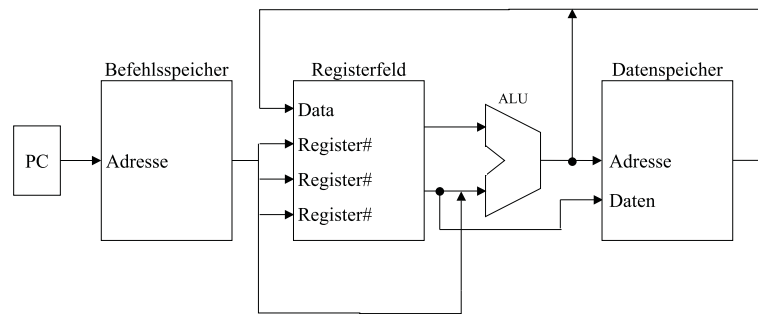 Befehlsspeicher
Registerfeld
ALU
Datenspeicher
Data
Register#
PC
Adresse
Adresse
Register#
Daten
Register#